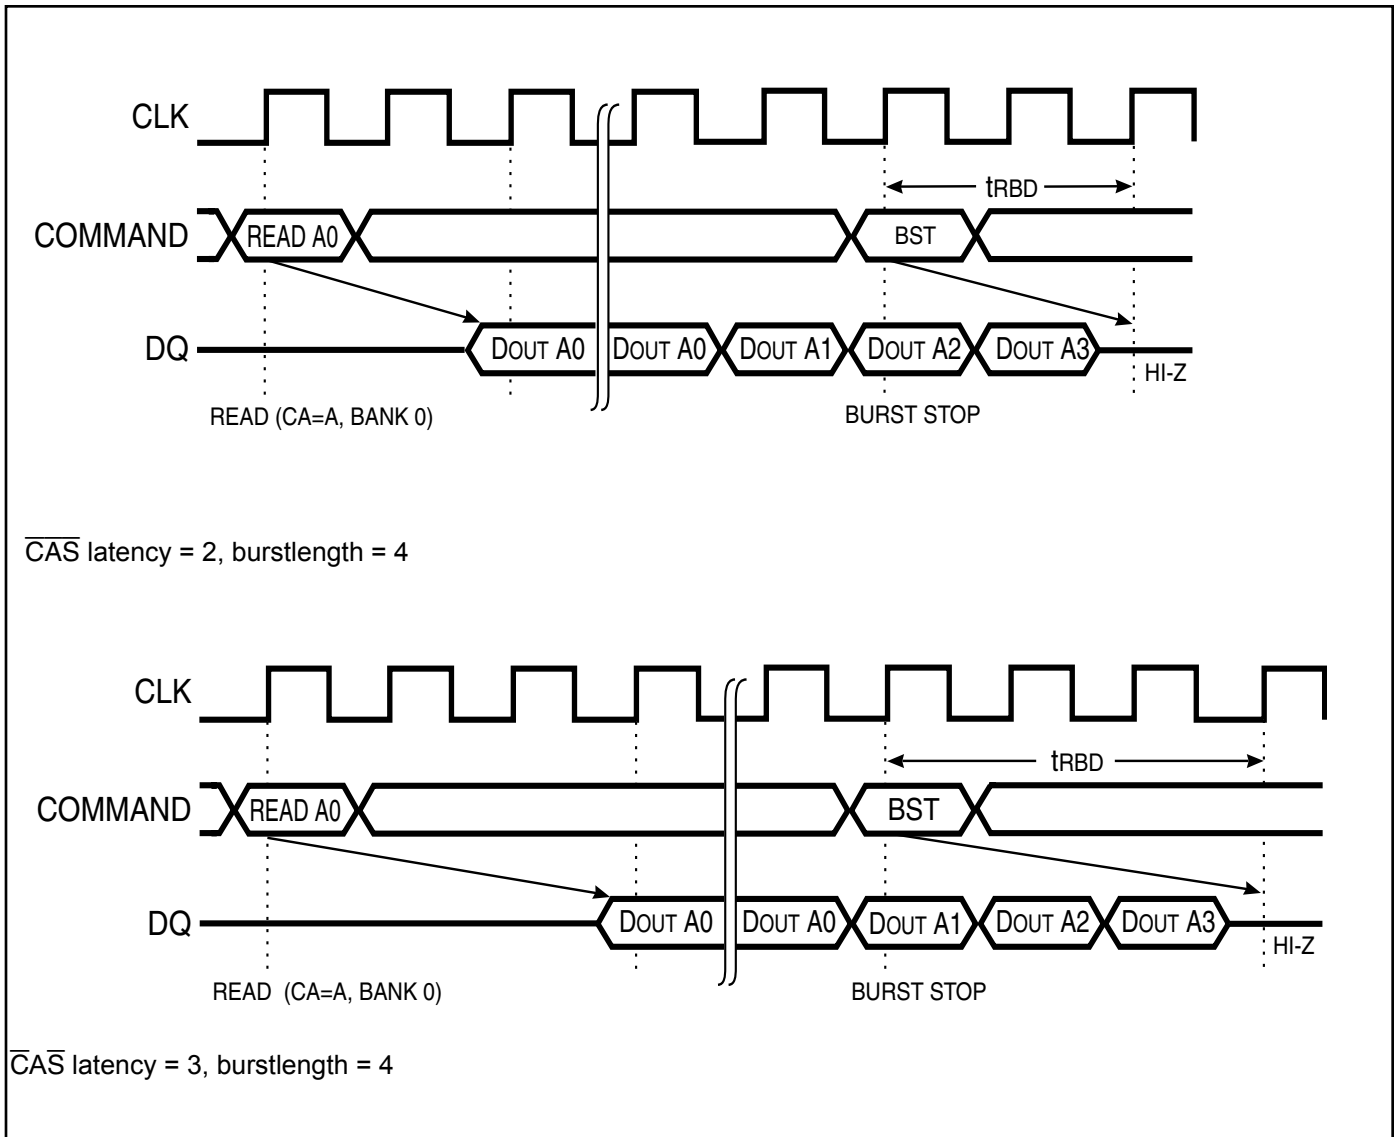 CLK
tRBD
COMMAND READ A0 BST
DQ DOUT A0 DOUT A0 DOUT A1 DOUT A2 DOUT A3 HI-Z
READ (CA=A, BANK 0) BURST STOP
C̅A̅S̅ latency = 2, burstlength = 4
CLK
tRBD
COMMAND READ A0 BST
DQ DOUT A0 DOUT A0 DOUT A1 DOUT A2 DOUT A3 HI-Z
READ (CA=A, BANK 0) BURST STOP
C̅AS̅ latency = 3, burstlength = 4